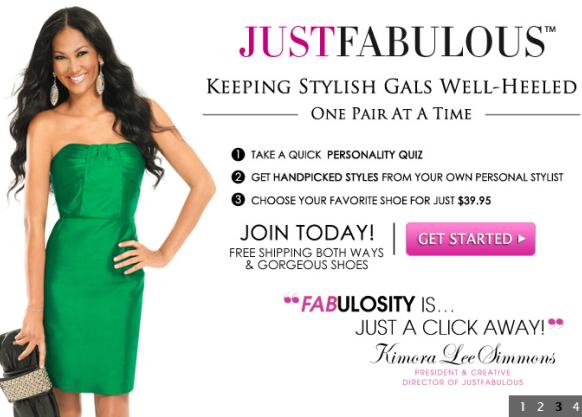 JUSTFABULOUS™
KEEPING STYLISH GALS WELL-HEELED
ONE PAIR AT A TIME
1 TAKE A QUICK PERSONALITY QUIZ
2 GET HANDPICKED STYLES FROM YOUR OWN PERSONAL STYLIST
3 CHOOSE YOUR FAVORITE SHOE FOR JUST $39.95
JOIN TODAY!
FREE SHIPPING BOTH WAYS
& GORGEOUS SHOES
GET STARTED
“FABULOSITY IS...
JUST A CLICK AWAY!”
Kimora Lee Simmons
PRESIDENT & CREATIVE
DIRECTOR OF JUSTFABULOUS
1 2 3 4